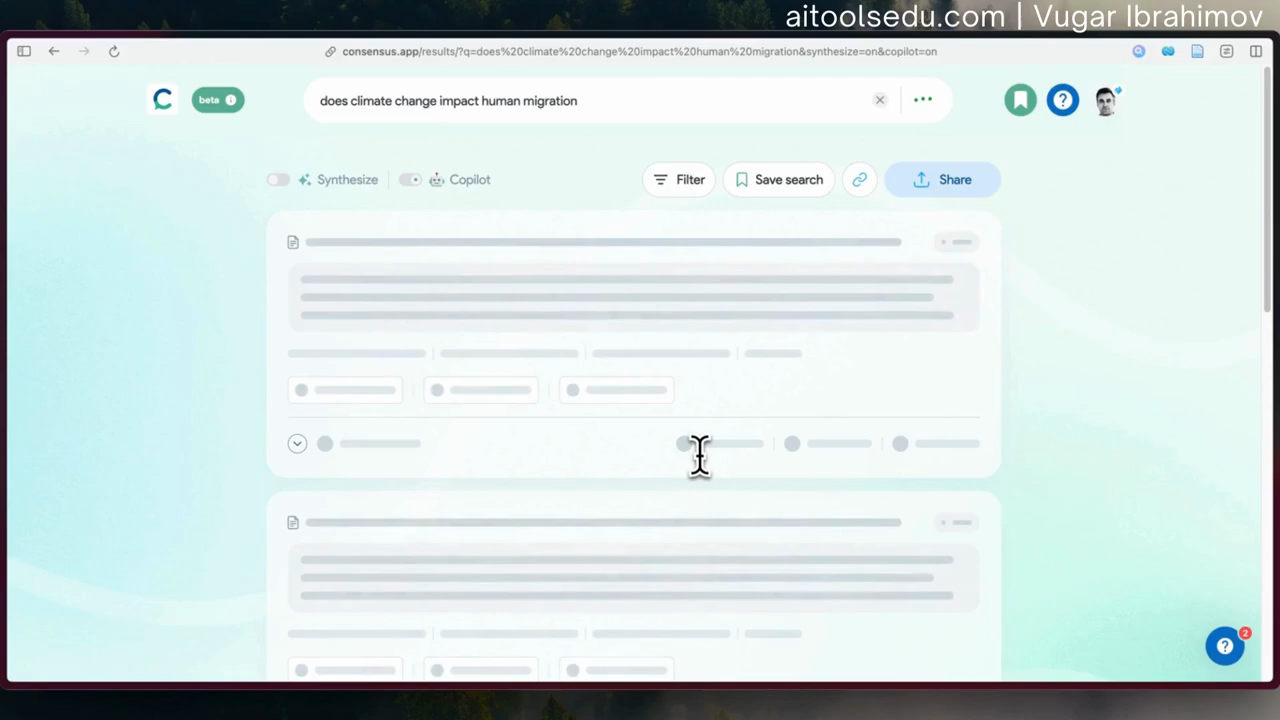 aitoolsedu.com | Vugar Ibrahimov
consensus.app/results/?q=does%20climate%20change%20impact%20human%20migration&synthesize=on&copilot=on
beta
does climate change impact human migration
Synthesize
Copilot
Filter
Save search
Share
2